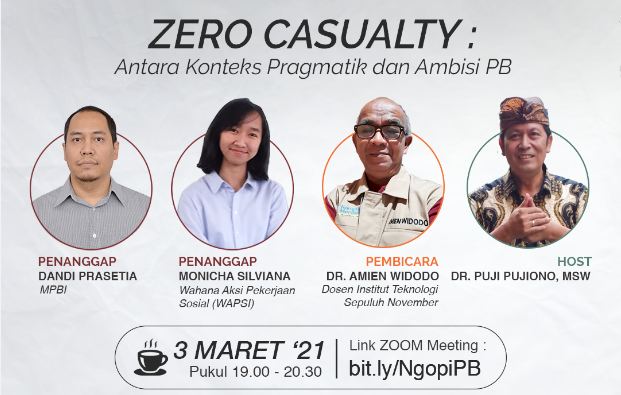 ZERO CASUALTY :
Antara Konteks Pragmatik dan Ambisi PB
PENANGGAP
DANDI PRASETIA
MPBI
PENANGGAP
MONICHA SILVIANA
Wahana Aksi Pekerjaan
Sosial (WAPSI)
PEMBICARA
DR. AMIEN WIDODO
Dosen Institut Teknologi
Sepuluh November
HOST
DR. PUJI PUJIONO, MSW
3 MARET ‘21
Pukul 19.00 - 20.30
Link ZOOM Meeting :
bit.ly/NgopiPB